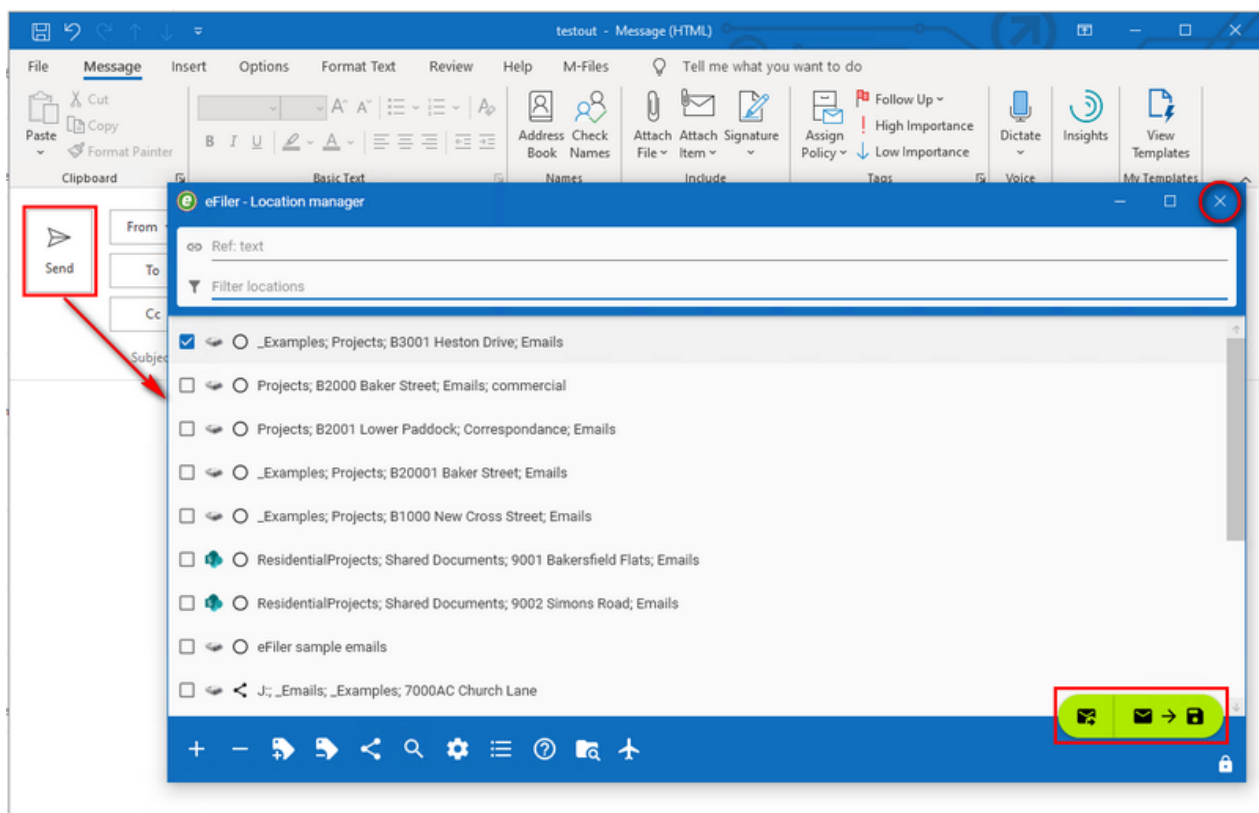 testout - Message (HTML)
File Message Insert Options Format Text Review Help M-Files Tell me what you want to do
Cut
Copy
Format Painter
Paste
Clipboard
B I U
Basic Text
Address Book
Check Names
Names
Attach File
Attach Item
Signature
Include
Assign Policy
Follow Up
High Importance
Low Importance
Tags
Dictate
Voice
Insights
View Templates
My Templates
Send
From
To
Cc
Subjec
eFiler - Location manager
Ref: text
Filter locations
_Examples; Projects; B3001 Heston Drive; Emails
Projects; B2000 Baker Street; Emails; commercial
Projects; B2001 Lower Paddock; Correspondance; Emails
_Examples; Projects; B20001 Baker Street; Emails
_Examples; Projects; B1000 New Cross Street; Emails
ResidentialProjects; Shared Documents; 9001 Bakersfield Flats; Emails
ResidentialProjects; Shared Documents; 9002 Simons Road; Emails
eFiler sample emails
J:; _Emails; _Examples; 7000AC Church Lane